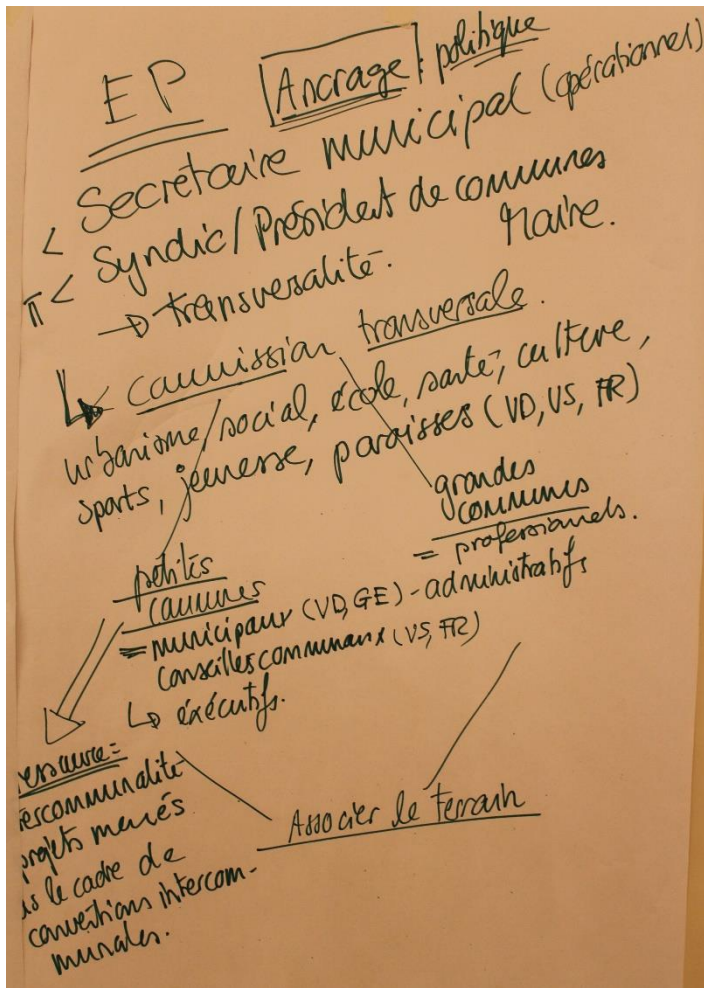 EP Ancrage : politique
< Secrétaire municipal (opérationnel)
π < Syndic/Président de communes
Maire.
→ transversalité.
↳ commission transversale.
urbanisme, social, école, santé, culture,
sports, jeunesse, paroisses (VD, VS, FR)
grandes
communes
= professionnels.
petites
communes
= municipaux (VD, GE) - administratifs
Conseillers communaux (VS, FR)
↳ exécutifs.
ressource =
ercommunalité
projets menés
s le cadre de
conventions intercom-
munales.
Associer le terrain